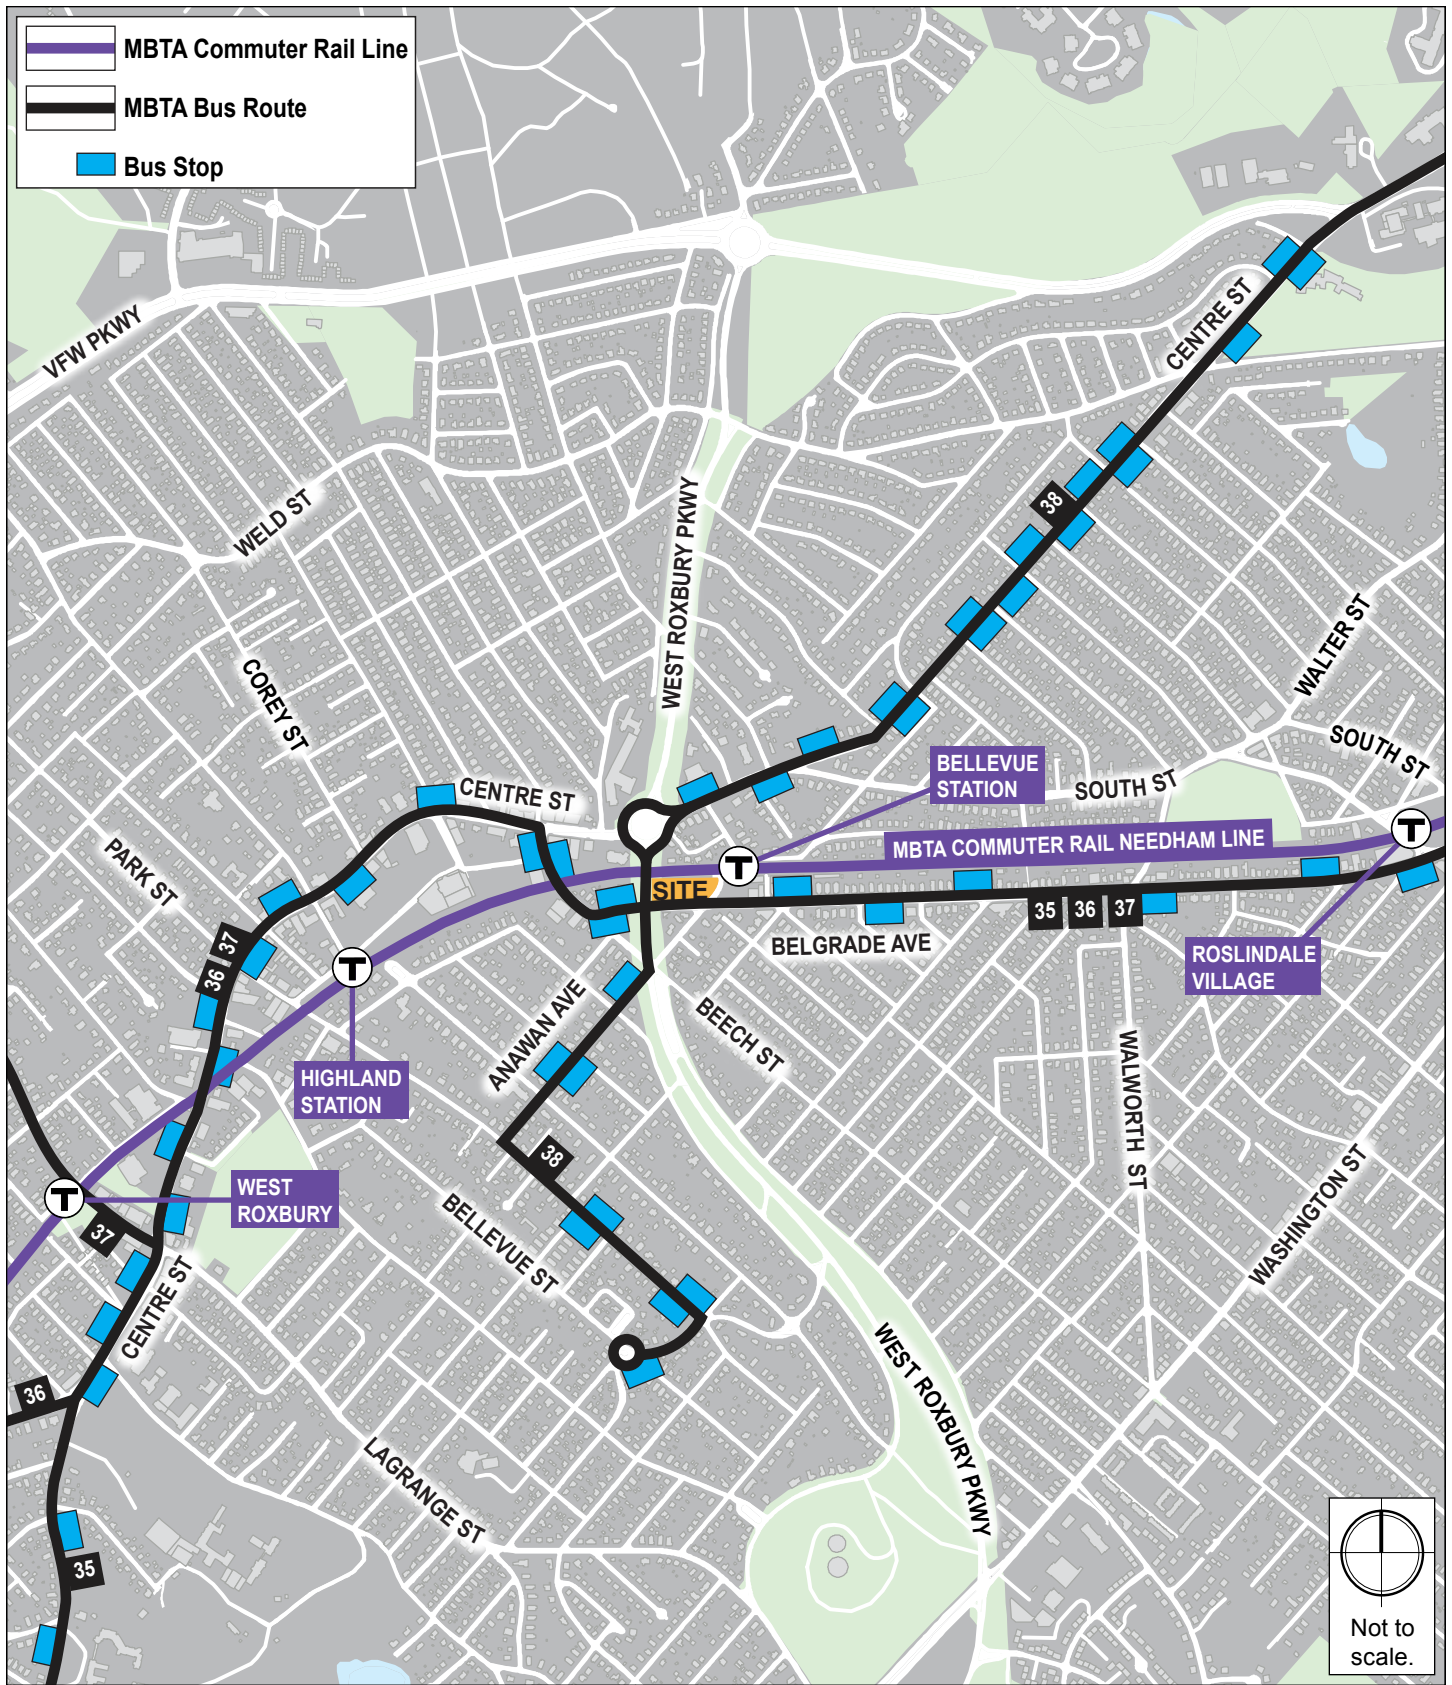 MBTA Commuter Rail Line
MBTA Bus Route
Bus Stop
VFW PKWY
CENTRE ST
WELD ST
WEST ROXBURY PKWY
38
WALTER ST
COREY ST
SOUTH ST
BELLEVUE
STATION
SOUTH ST
CENTRE ST
MBTA COMMUTER RAIL NEEDHAM LINE
T
T
PARK ST
SITE
35 36 37
BELGRADE AVE
36 37
T
ROSLINDALE
VILLAGE
ANAWAN AVE
BEECH ST
HIGHLAND
STATION
WALWORTH ST
38
WEST
ROXBURY
T
37
BELLEVUE ST
WASHINGTON ST
CENTRE ST
36
WEST ROXBURY PKWY
LAGRANGE ST
35
Not to
scale.